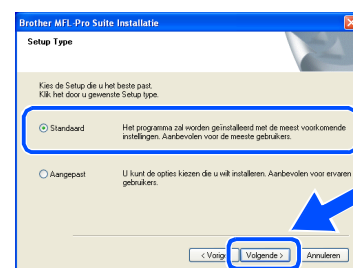 Brother MFL-Pro Suite Installatie
Setup Type
Kies de Setup die u het beste past.
Klik het door u gewenste Setup type.
Standaard
Het programma zal worden geïnstalleerd met de meest voorkomende
instellingen. Aanbevolen voor de meeste gebruikers.
Aangepast
U kunt de opties kiezen die u wilt installeren. Aanbevolen voor ervaren
gebruikers.
< Vorige
Volgende >
Annuleren